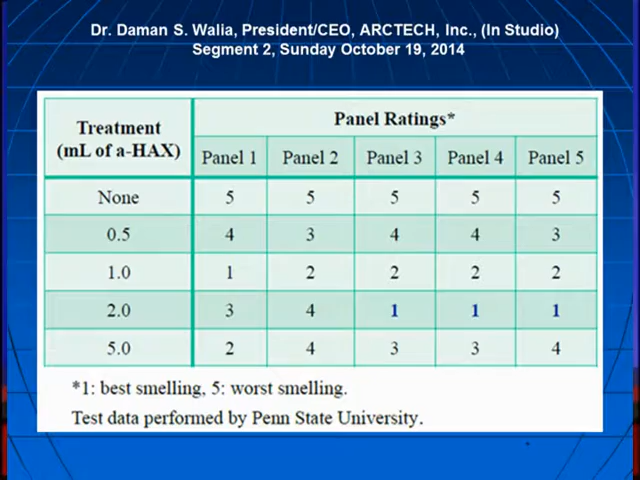 Dr. Daman S. Walia, President/CEO, ARCTECH, Inc., (In Studio)
Segment 2, Sunday October 19, 2014
Treatment (mL of a-HAX) Panel Ratings*
Panel 1 Panel 2 Panel 3 Panel 4 Panel 5
None 5 5 5 5 5
0.5 4 3 4 4 3
1.0 1 2 2 2 2
2.0 3 4 1 1 1
5.0 2 4 3 3 4
*1: best smelling, 5: worst smelling.
Test data performed by Penn State University.